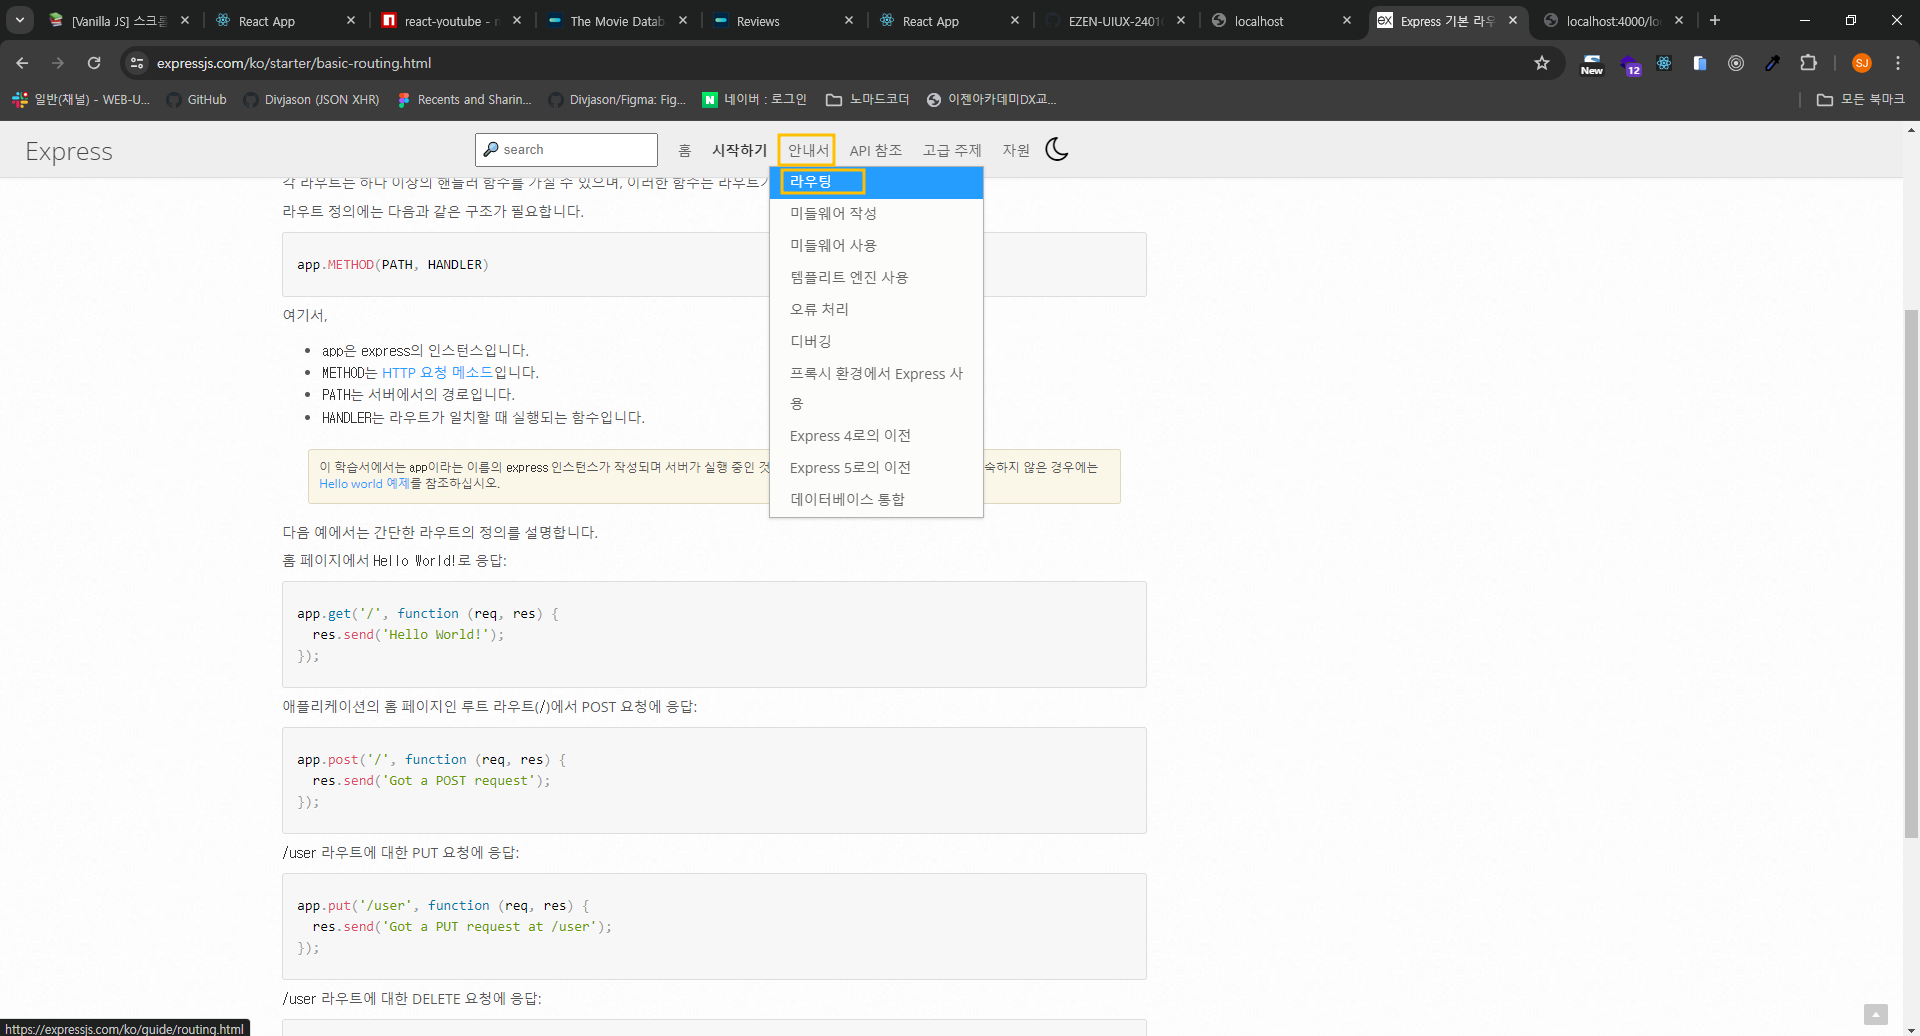 [Vanilla JS] 스크롤
React App
react-youtube - n
The Movie Datab
Reviews
React App
EZEN-UIUX-2401
localhost
Express 기본 라우
localhost:4000/lo
expressjs.com/ko/starter/basic-routing.html
New
12
SJ
일반(채널) - WEB-U...
GitHub
Divjason (JSON XHR)
Recents and Sharin...
Divjason/Figma: Fig...
네이버 : 로그인
노마드코더
이젠아카데미DX교...
모든 북마크
Express
search
홈
시작하기
안내서
API 참조
고급 주제
자원
각 라우트는 하나 이상의 핸들러 함수를 가질 수 있으며, 이러한 함수는 라우트가
라우트 정의에는 다음과 같은 구조가 필요합니다.
app.METHOD(PATH, HANDLER)
여기서,
app은 express의 인스턴스입니다.
METHOD는 HTTP 요청 메소드입니다.
PATH는 서버에서의 경로입니다.
HANDLER는 라우트가 일치할 때 실행되는 함수입니다.
이 학습서에서는 app이라는 이름의 express 인스턴스가 작성되며 서버가 실행 중인 것 숙하지 않은 경우에는
Hello world 예제를 참조하십시오.
라우팅
미들웨어 작성
미들웨어 사용
템플리트 엔진 사용
오류 처리
디버깅
프록시 환경에서 Express 사
용
Express 4로의 이전
Express 5로의 이전
데이터베이스 통합
다음 예에서는 간단한 라우트의 정의를 설명합니다.
홈 페이지에서 Hello World!로 응답:
app.get('/', function (req, res) {
res.send('Hello World!');
});
애플리케이션의 홈 페이지인 루트 라우트(/)에서 POST 요청에 응답:
app.post('/', function (req, res) {
res.send('Got a POST request');
});
/user 라우트에 대한 PUT 요청에 응답:
app.put('/user', function (req, res) {
res.send('Got a PUT request at /user');
});
/user 라우트에 대한 DELETE 요청에 응답:
https://expressjs.com/ko/guide/routing.html